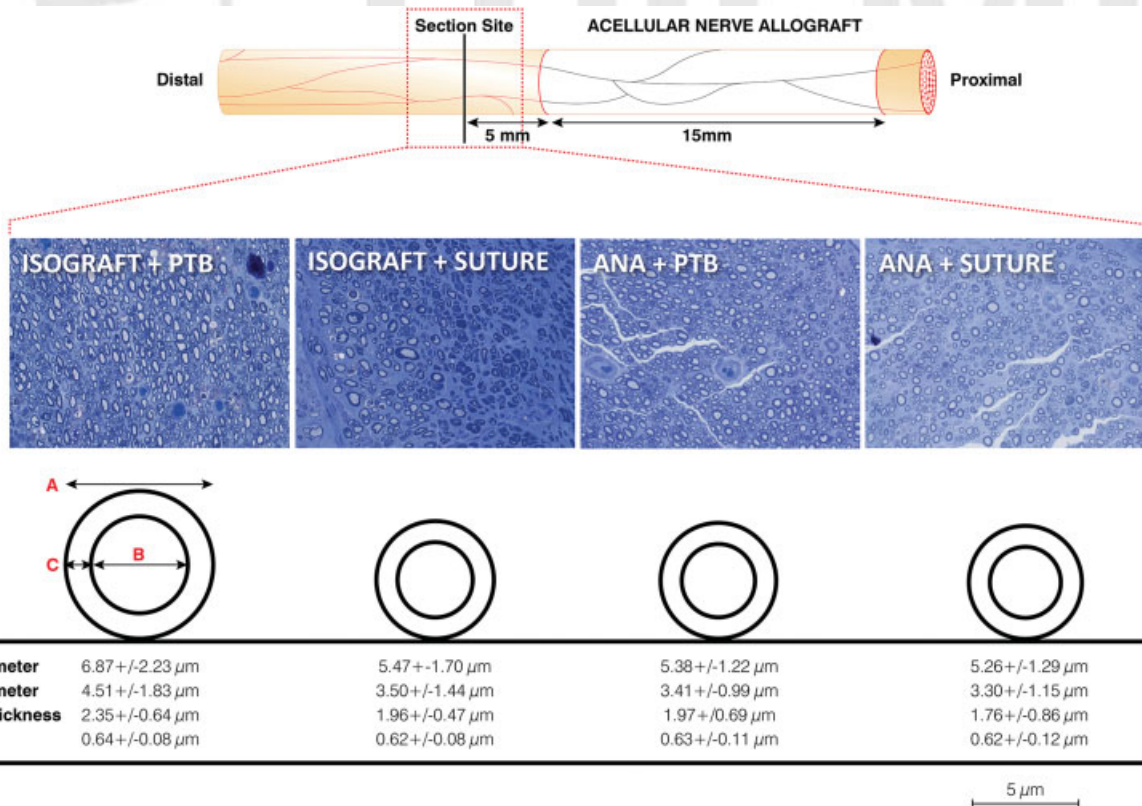 Section Site ACELLULAR NERVE ALLOGRAFT
Distal Proximal
5 mm 15mm
ISOGRAFT + PTB ISOGRAFT + SUTURE ANA + PTB ANA + SUTURE
A
C B
meter 6.87+/-2.23 µm 5.47+-1.70 µm 5.38+/-1.22 µm 5.26+/-1.29 µm
meter 4.51+/-1.83 µm 3.50+-1.44 µm 3.41+/-0.99 µm 3.30+/-1.15 µm
ickness 2.35+/-0.64 µm 1.96+/-0.47 µm 1.97+/0.69 µm 1.76+/-0.86 µm
0.64+/-0.08 µm 0.62+/-0.08 µm 0.63+/-0.11 µm 0.62+/-0.12 µm
5 µm